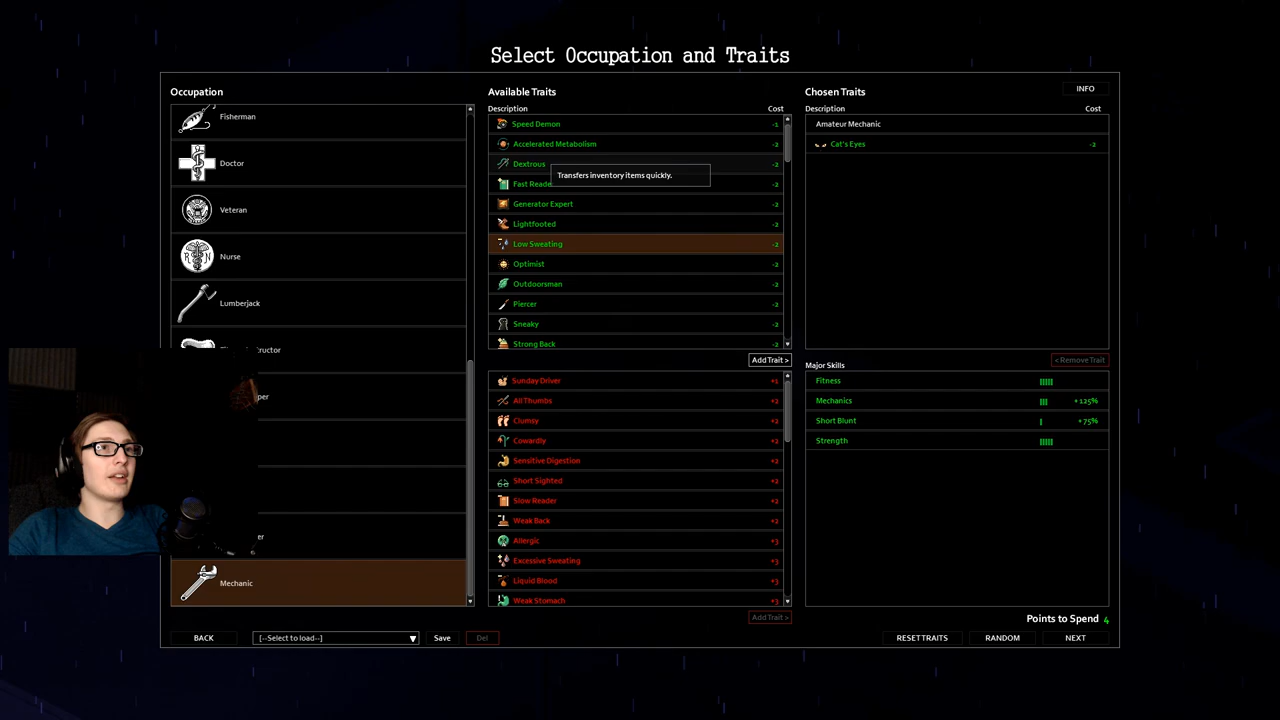 Select Occupation and Traits
Occupation
Fisherman
Doctor
Veteran
Nurse
Lumberjack
Mechanic
Available Traits
Description Cost
Speed Demon -1
Accelerated Metabolism -2
Dextrous -2
Transfers inventory items quickly.
-2
Generator Expert -2
Lightfooted -2
Low Sweating -2
Optimist -2
Outdoorsman -2
Piercer -2
Sneaky -2
Strong Back -2
Add Trait >
Sunday Driver +1
All Thumbs +2
Clumsy +2
Cowardly +2
Sensitive Digestion +2
Short Sighted +2
Slow Reader +2
Weak Back +2
Allergic +3
Excessive Sweating +3
Liquid Blood +3
Weak Stomach +3
Add Trait >
Chosen Traits
INFO
Description Cost
Amateur Mechanic
Cat's Eyes -2
< Remove Trait
Major Skills
Fitness
Mechanics +125%
Short Blunt +75%
Strength
Points to Spend 4
BACK
[--Select to load--]
Save
Del
RESET TRAITS
RANDOM
NEXT